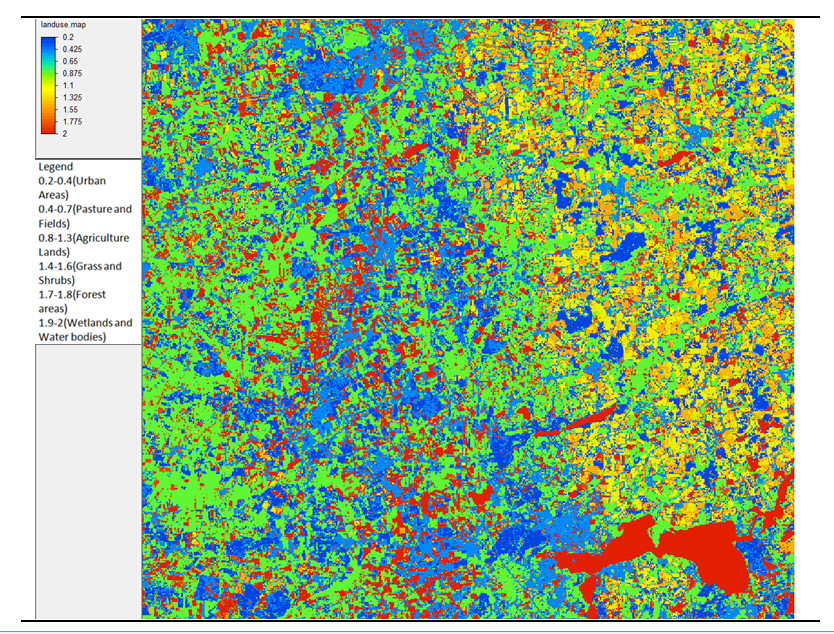 landuse.map
0.2
0.425
0.65
0.875
1.1
1.325
1.55
1.775
2
Legend
0.2-0.4(Urban
Areas)
0.4-0.7(Pasture and
Fields)
0.8-1.3(Agriculture
Lands)
1.4-1.6(Grass and
Shrubs)
1.7-1.8(Forest
areas)
1.9-2(Wetlands and
Water bodies)